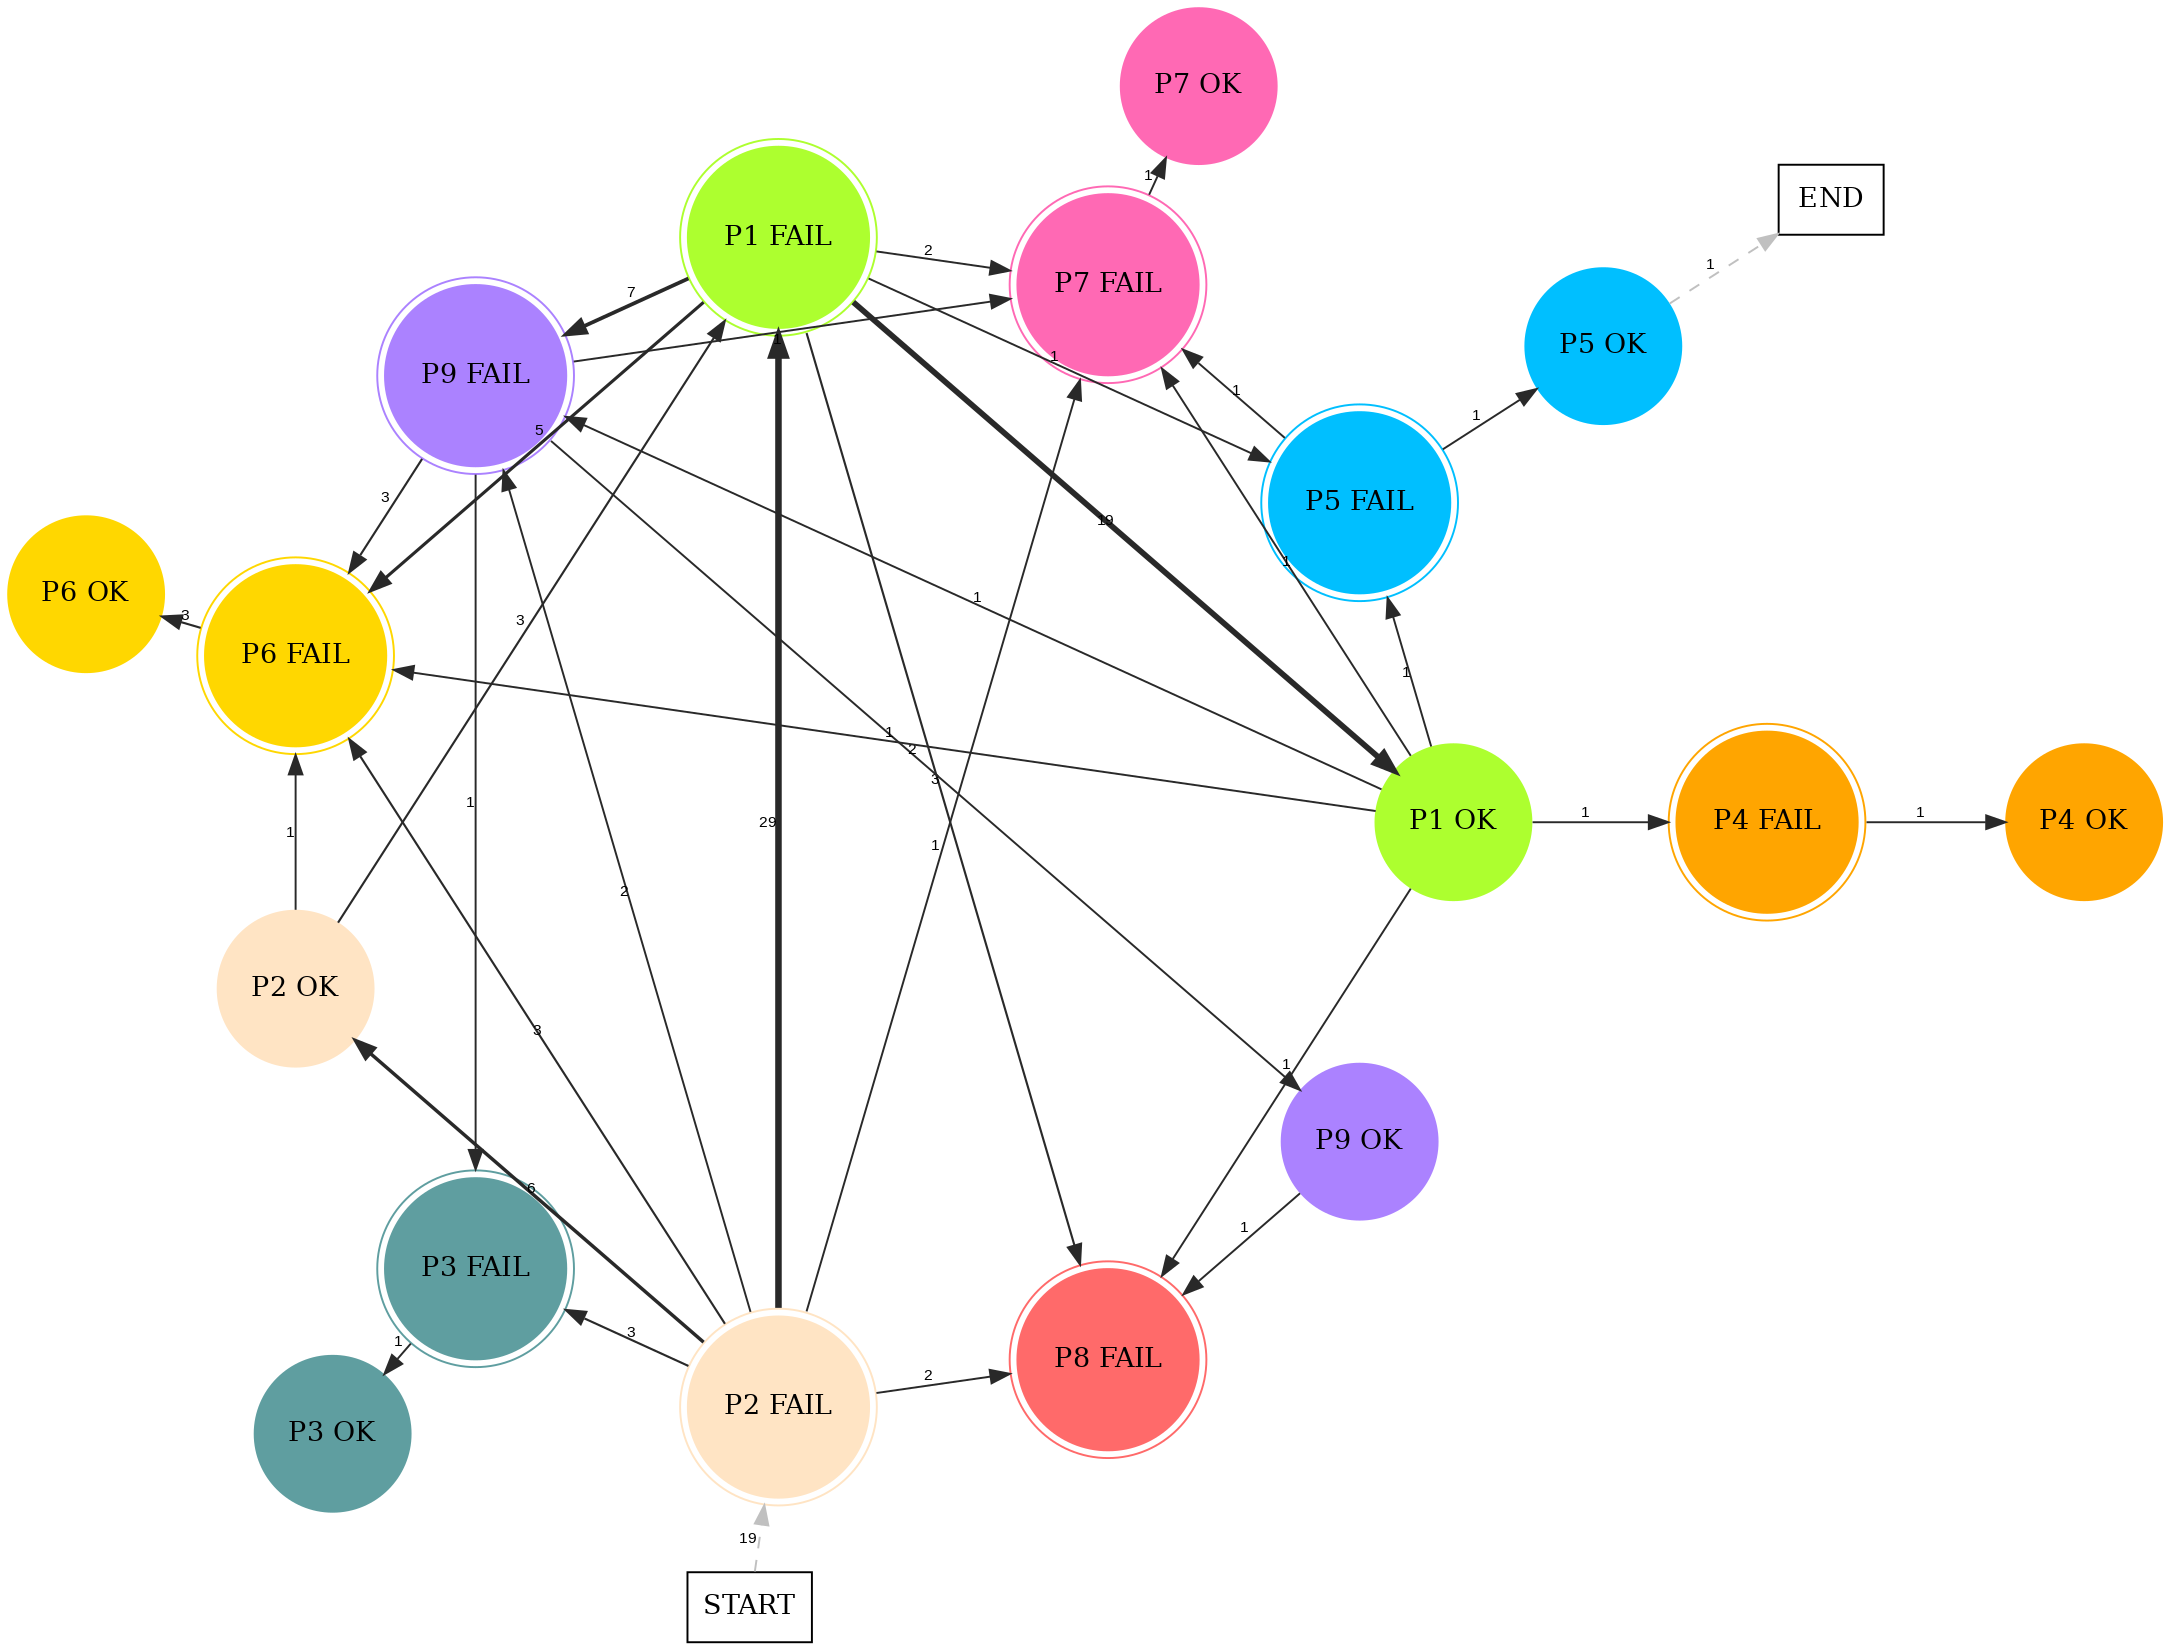 P7 OK
1
END
P1 FAIL
2
P7 FAIL
1
7
1
1
P5 OK
P9 FAIL
1
1
5
3
P5 FAIL
19
1
P6 OK
3
P6 FAIL
3
1
1
1
2
3
1
1
29
1
P1 OK
1
P4 FAIL
1
P4 OK
1
2
P2 OK
3
1
P9 OK
6
1
P3 FAIL
3
1
P3 OK
P2 FAIL
2
P8 FAIL
19
START